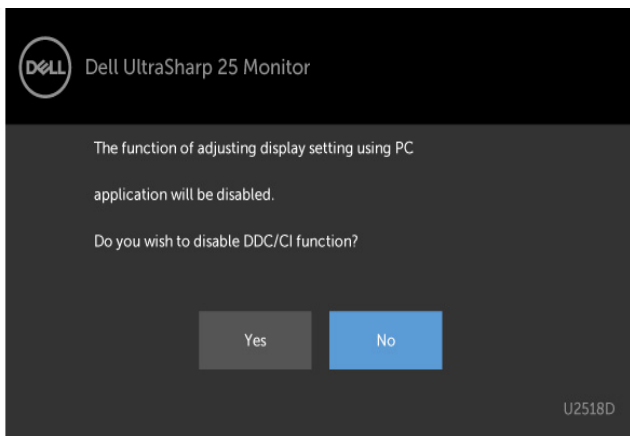 DELL
Dell UltraSharp 25 Monitor
The function of adjusting display setting using PC
application will be disabled.
Do you wish to disable DDC/CI function?
Yes
No
U2518D